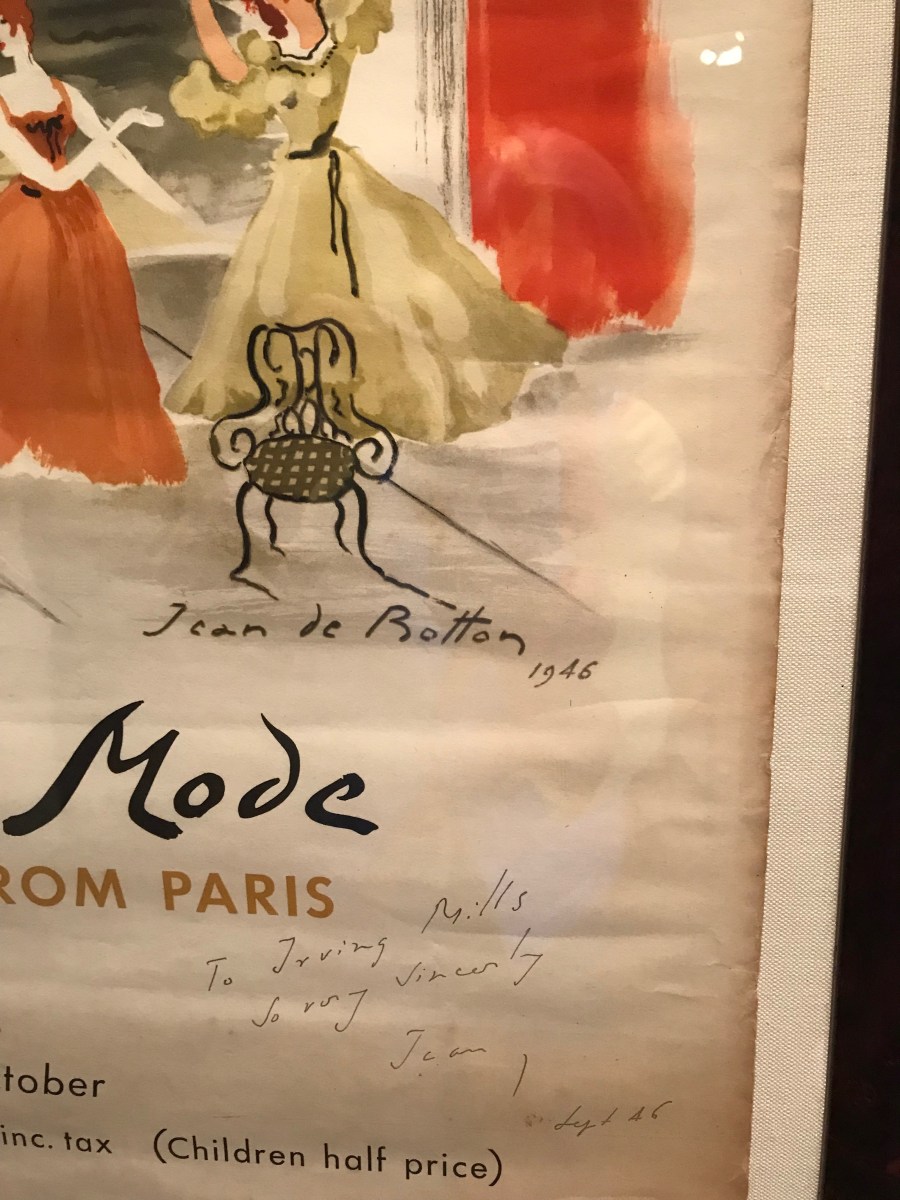 Jean de Botton
1946
Mode
ROM PARIS
To Irving Mills
So very sincerely
Jean
Sept 46
tober
inc. tax (Children half price)